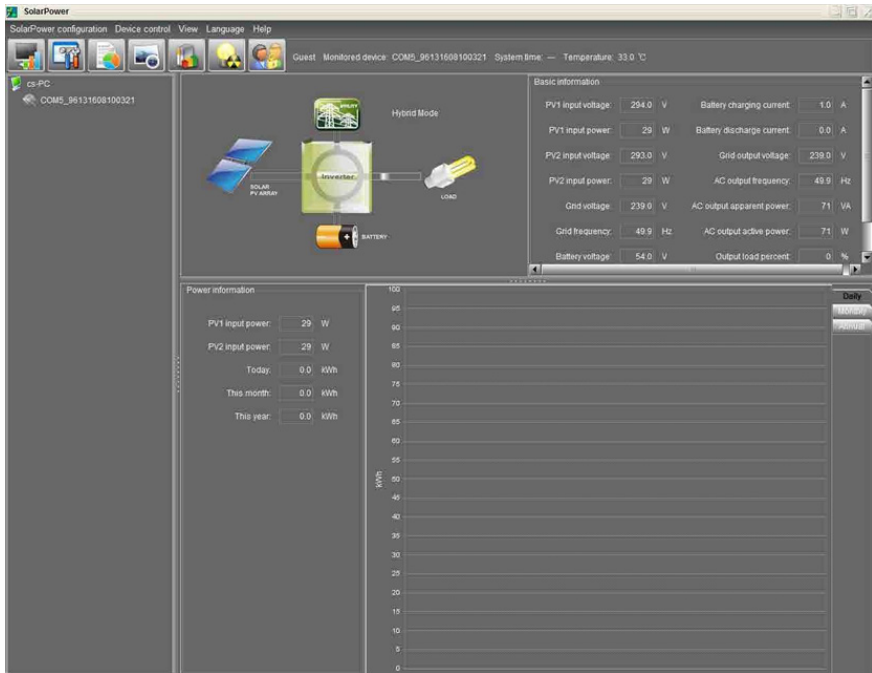 SolarPower
SolarPower configuration Device control View Language Help
Guest Monitored device: COM5_96131608100321 System time: --- Temperature: 33.0 °C
cs-PC
COM5_96131608100321
UTILITY
Hybrid Mode
SOLAR
PV ARRAY
Inverter
LOAD
BATTERY
Basic information
PV1 input voltage: 294.0 V Battery charging current: 1.0 A
PV1 input power: 29 W Battery discharge current: 0.0 A
PV2 input voltage: 293.0 V Grid output voltage: 239.0 V
PV2 input power: 29 W AC output frequency: 49.9 Hz
Grid voltage: 239.0 V AC output apparent power: 71 VA
Grid frequency: 49.9 Hz AC output active power: 71 W
Battery voltage: 54.0 V Output load percent: 0 %
Power information
PV1 input power: 29 W
PV2 input power: 29 W
Today: 0.0 kWh
This month: 0.0 kWh
This year: 0.0 kWh
kWh
100
95
90
85
80
75
70
65
60
55
50
45
40
35
30
25
20
15
10
5
0
Daily
Monthly
Annual